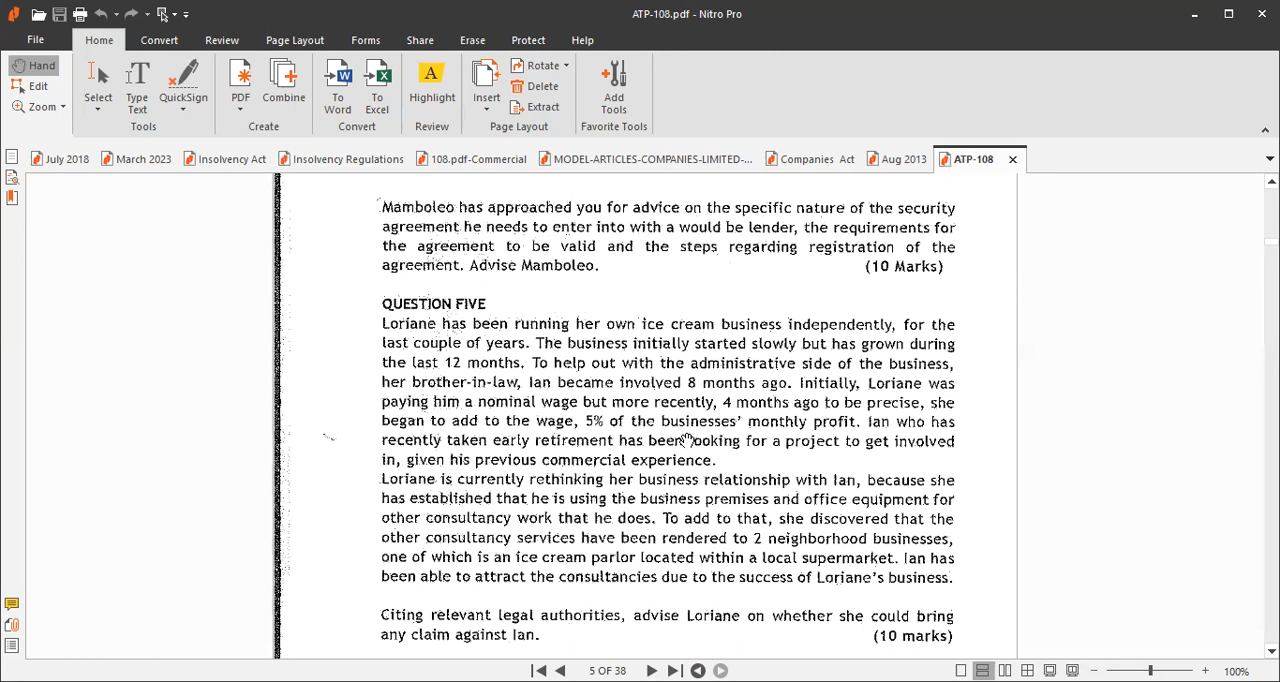 ATP-108.pdf - Nitro Pro
File Home Convert Review Page Layout Forms Share Erase Protect Help
Hand
Edit
Zoom
Select
Type Text
QuickSign
Tools
PDF
Combine
Create
To Word
To Excel
Convert
Highlight
Review
Insert
Rotate
Delete
Extract
Page Layout
Add Tools
Favorite Tools
July 2018 March 2023 Insolvency Act Insolvency Regulations 108.pdf-Commercial MODEL-ARTICLES-COMPANIES-LIMITED-... Companies Act Aug 2013 ATP-108
Mamboleo has approached you for advice on the specific nature of the security
agreement he needs to enter into with a would be lender, the requirements for
the agreement to be valid and the steps regarding registration of the
agreement. Advise Mamboleo. (10 Marks)
QUESTION FIVE
Loriane has been running her own ice cream business independently, for the
last couple of years. The business initially started slowly but has grown during
the last 12 months. To help out with the administrative side of the business,
her brother-in-law, Ian became involved 8 months ago. Initially, Loriane was
paying him a nominal wage but more recently, 4 months ago to be precise, she
began to add to the wage, 5% of the businesses' monthly profit. Ian who has
recently taken early retirement has been looking for a project to get involved
in, given his previous commercial experience.
Loriane is currently rethinking her business relationship with Ian, because she
has established that he is using the business premises and office equipment for
other consultancy work that he does. To add to that, she discovered that the
other consultancy services have been rendered to 2 neighborhood businesses,
one of which is an ice cream parlor located within a local supermarket. Ian has
been able to attract the consultancies due to the success of Loriane's business.
Citing relevant legal authorities, advise Loriane on whether she could bring
any claim against Ian. (10 marks)
5 OF 38
100%